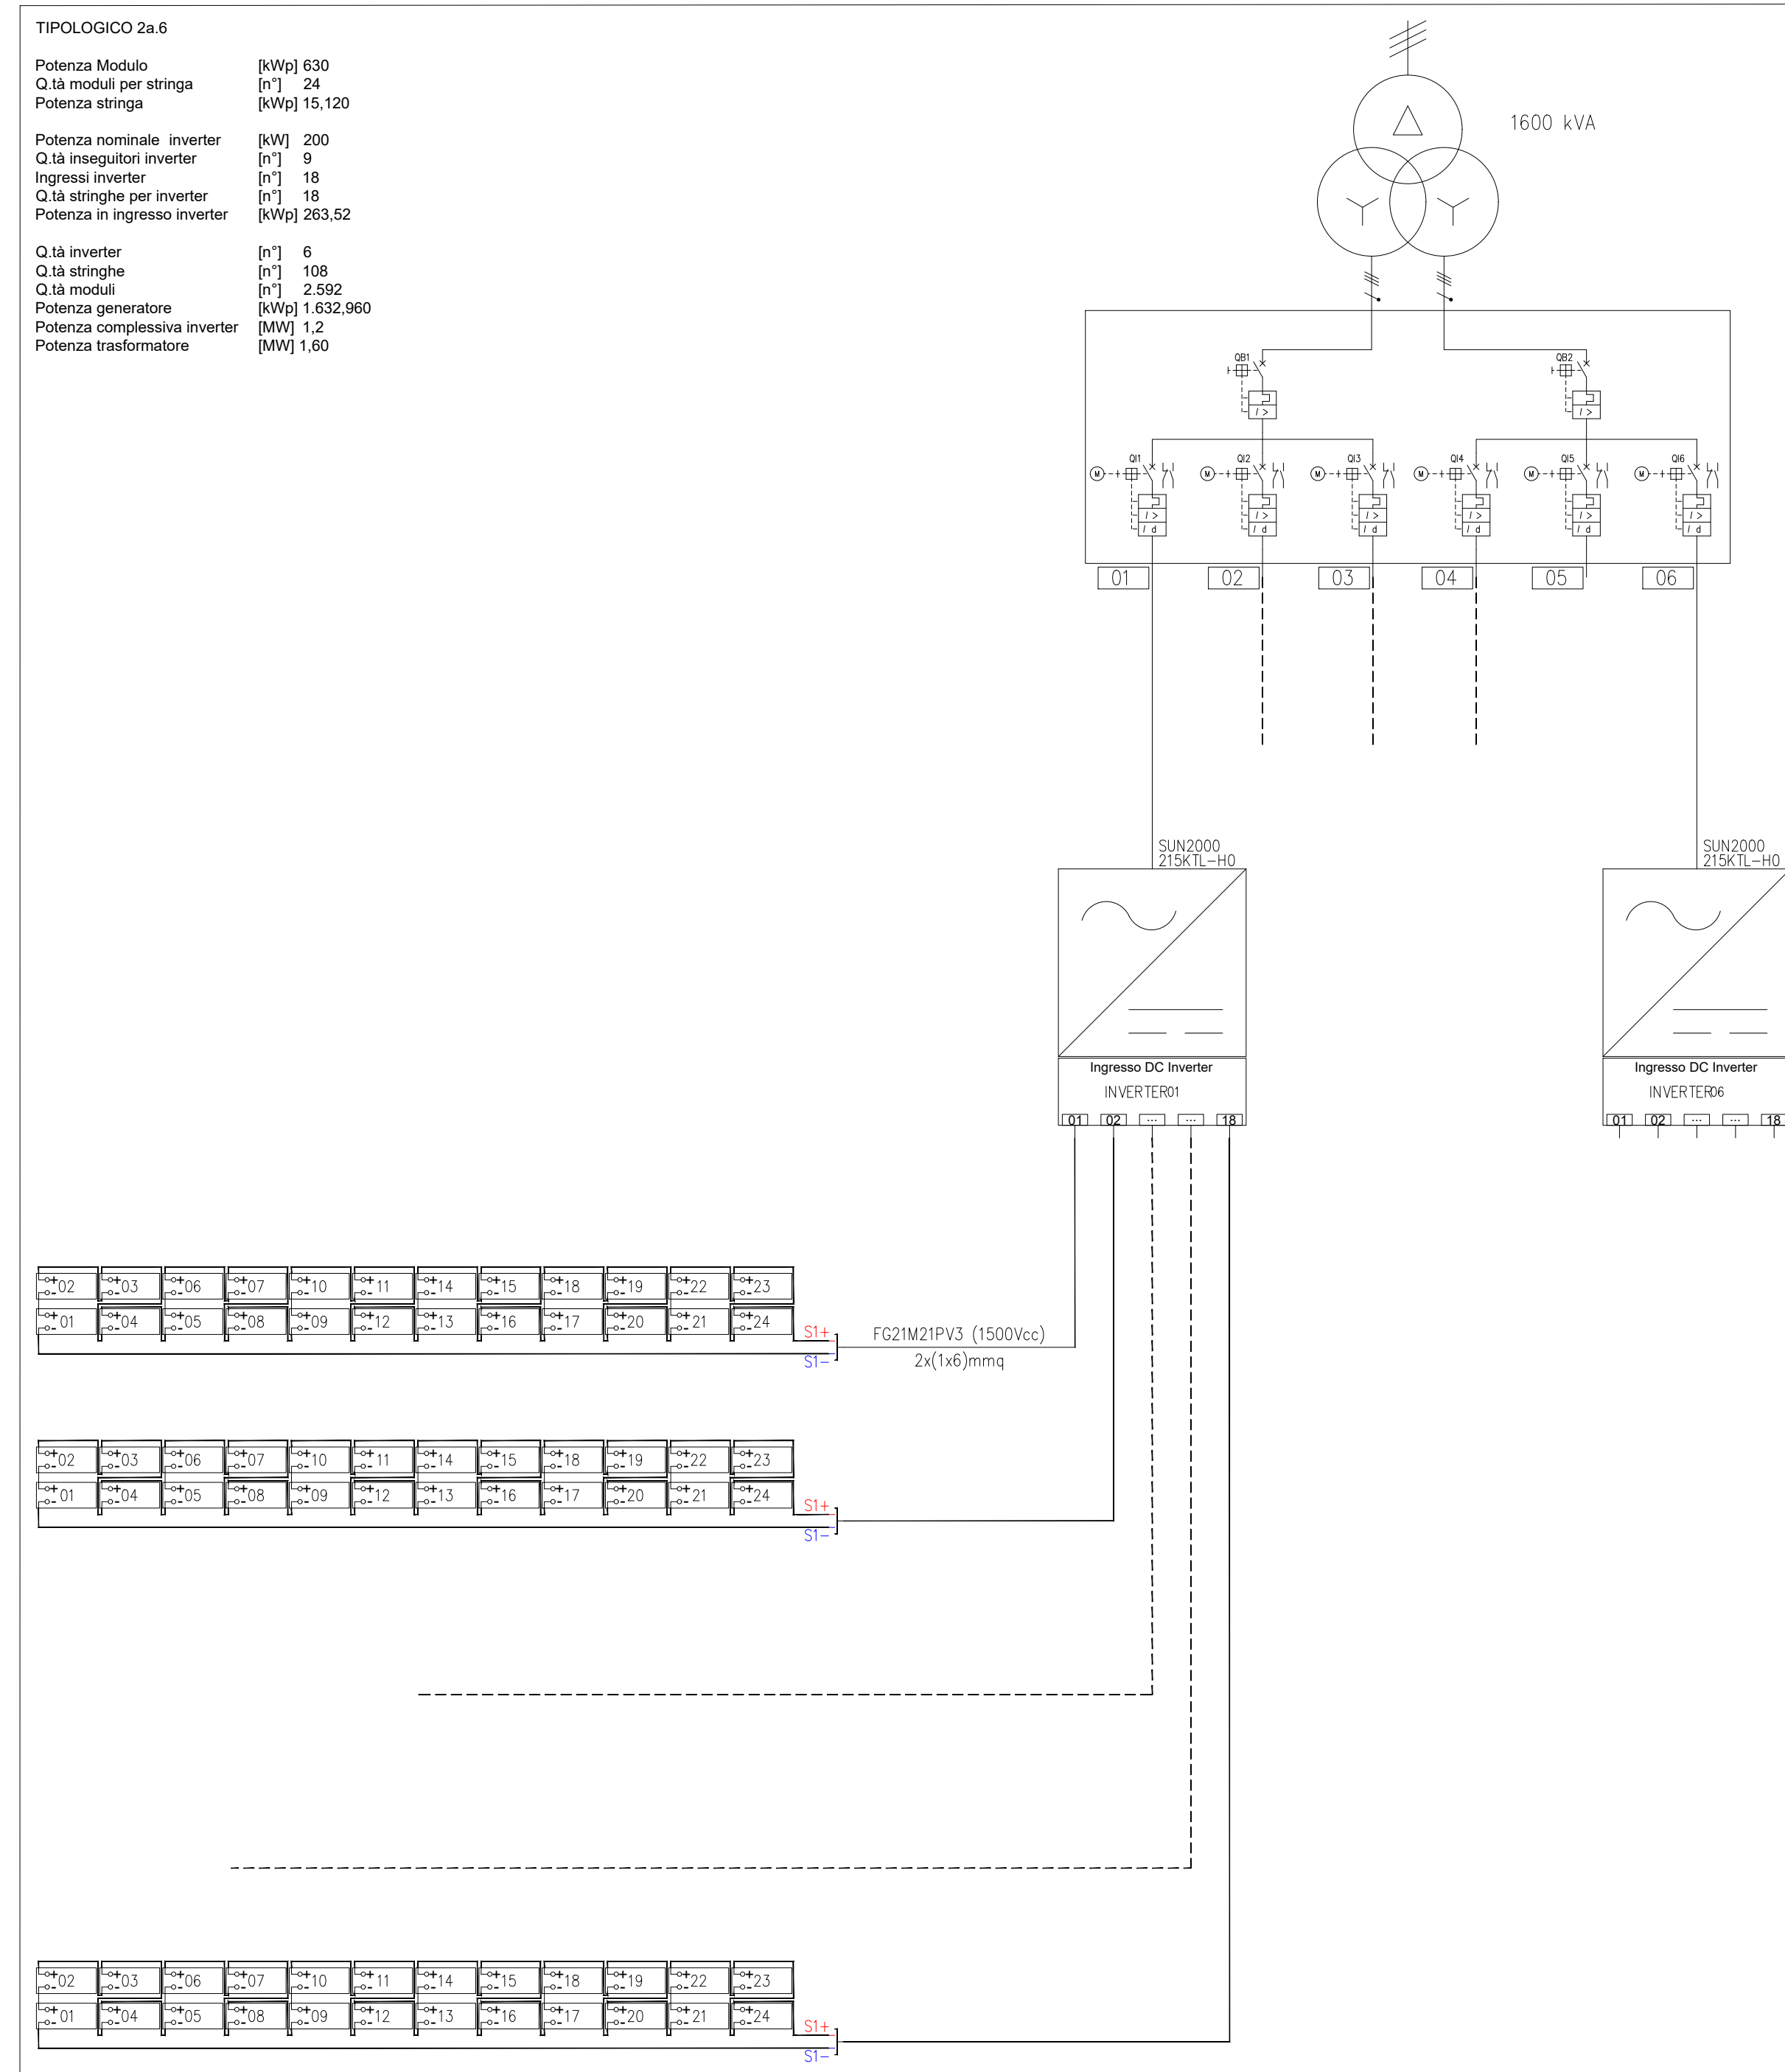 TIPOLOGICO 2a.6
Potenza Modulo [kWp] 630
Q.tà moduli per stringa [n°] 24
Potenza stringa [kWp] 15,120
Potenza nominale inverter [kW] 200
Q.tà inseguitori inverter [n°] 9
Ingressi inverter [n°] 18
Q.tà stringhe per inverter [n°] 18
Potenza in ingresso inverter [kWp] 263,52
Q.tà inverter [n°] 6
Q.tà stringhe [n°] 108
Q.tà moduli [n°] 2.592
Potenza generatore [kWp] 1.632,960
Potenza complessiva inverter [MW] 1,2
Potenza trasformatore [MW] 1,60
1600 kVA
QB1 QB2
I > I >
QI1 QI2 QI3 QI4 QI5 QI6
M M M M M M
I > I > I > I > I > I >
I d I d I d I d I d I d
01 02 03 04 05 06
SUN2000 SUN2000
215KTL-H0 215KTL-H0
Ingresso DC Inverter Ingresso DC Inverter
INVERTER01 INVERTER06
01 02 ... ... 18 01 02 ... ... 18
+ 02 + 03 + 06 + 07 + 10 + 11 + 14 + 15 + 18 + 19 + 22 + 23
- - - - - - - - - - - -
+ 01 + 04 + 05 + 08 + 09 + 12 + 13 + 16 + 17 + 20 + 21 + 24
- - - - - - - - - - - -
S1+
S1-
FG21M21PV3 (1500Vcc)
2x(1x6)mmq
+ 02 + 03 + 06 + 07 + 10 + 11 + 14 + 15 + 18 + 19 + 22 + 23
- - - - - - - - - - - -
+ 01 + 04 + 05 + 08 + 09 + 12 + 13 + 16 + 17 + 20 + 21 + 24
- - - - - - - - - - - -
S1+
S1-
+ 02 + 03 + 06 + 07 + 10 + 11 + 14 + 15 + 18 + 19 + 22 + 23
- - - - - - - - - - - -
+ 01 + 04 + 05 + 08 + 09 + 12 + 13 + 16 + 17 + 20 + 21 + 24
- - - - - - - - - - - -
S1+
S1-